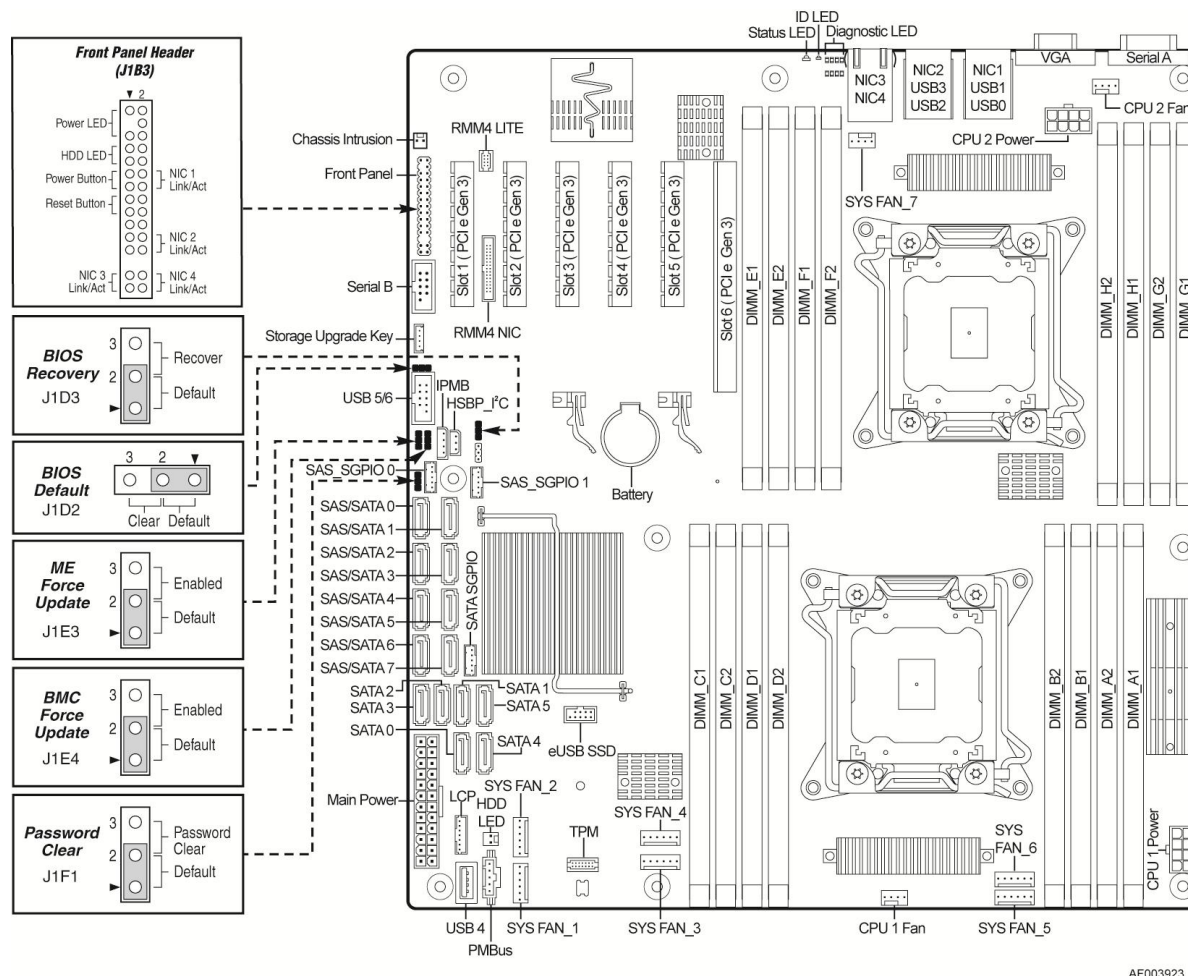 Front Panel Header
(J1B3)
2
Power LED
HDD LED
Power Button
NIC 1
Link/Act
Reset Button
NIC 2
Link/Act
NIC 3
Link/Act
NIC 4
Link/Act
BIOS
Recovery
J1D3
3
2
Recover
Default
BIOS
Default
J1D2
3 2
Clear Default
ME
Force
Update
J1E3
3
2
Enabled
Default
BMC
Force
Update
J1E4
3
2
Enabled
Default
Password
Clear
J1F1
3
2
Password
Clear
Default
ID LED
Status LED
Diagnostic LED
NIC3
NIC4
NIC2
USB3
USB2
NIC1
USB1
USB0
VGA
Serial A
CPU 2 Fan
CPU 2 Power
SYS FAN_7
Chassis Intrusion
RMM4 LITE
Front Panel
Slot 1 ( PCI e Gen 3)
Slot 2 ( PCI e Gen 3)
Slot 3 ( PCI e Gen 3)
Slot 4 ( PCI e Gen 3)
Slot 5 ( PCI e Gen 3)
Slot 6 ( PCI e Gen 3)
DIMM_E1
DIMM_E2
DIMM_F1
DIMM_F2
DIMM_H2
DIMM_H1
DIMM_G2
DIMM_G1
Serial B
RMM4 NIC
Storage Upgrade Key
USB 5/6
IPMB
HSBP_I²C
SAS_SGPIO 0
SAS_SGPIO 1
Battery
SAS/SATA 0
SAS/SATA 1
SAS/SATA 2
SAS/SATA 3
SAS/SATA 4
SAS/SATA 5
SAS/SATA 6
SAS/SATA 7
SATA SGPIO
SATA 2
SATA 3
SATA 1
SATA 5
SATA 0
SATA 4
eUSB SSD
DIMM_C1
DIMM_C2
DIMM_D1
DIMM_D2
DIMM_B2
DIMM_B1
DIMM_A2
DIMM_A1
Main Power
LCP
HDD
LED
SYS FAN_2
TPM
SYS FAN_4
SYS
FAN_6
CPU 1 Power
USB 4
PMBus
SYS FAN_1
SYS FAN_3
CPU 1 Fan
SYS FAN_5
AF003923